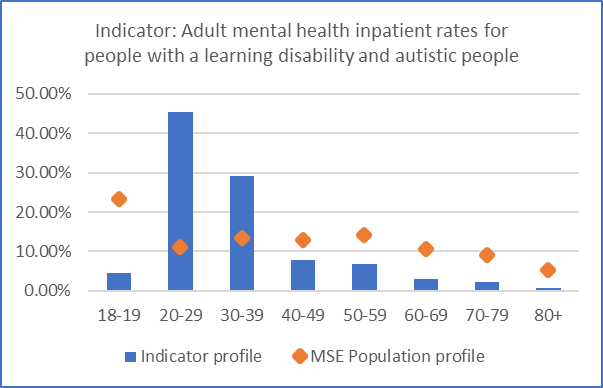 Indicator: Adult mental health inpatient rates for
people with a learning disability and autistic people
50.00%
40.00%
30.00%
20.00%
10.00%
0.00%
18-19 20-29 30-39 40-49 50-59 60-69 70-79 80+
Indicator profile MSE Population profile